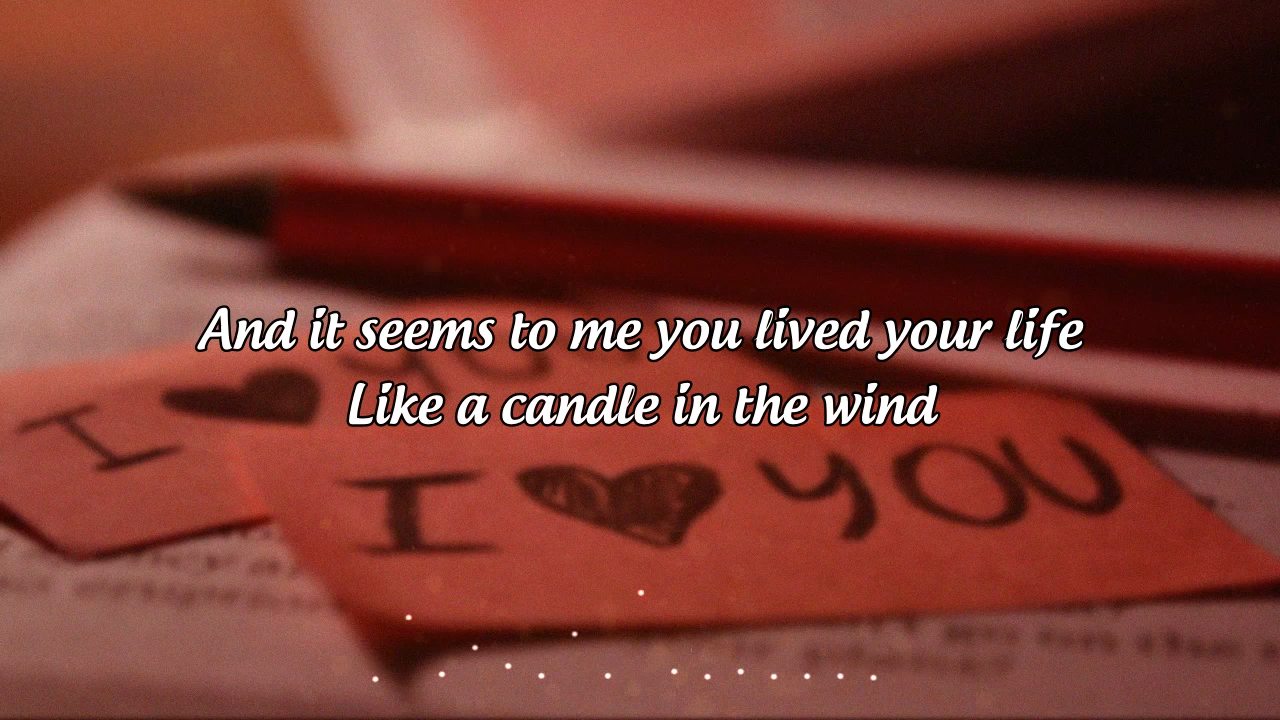 And it seems to me you lived your life
Like a candle in the wind
I ♥ YOU
I ♥ YOU